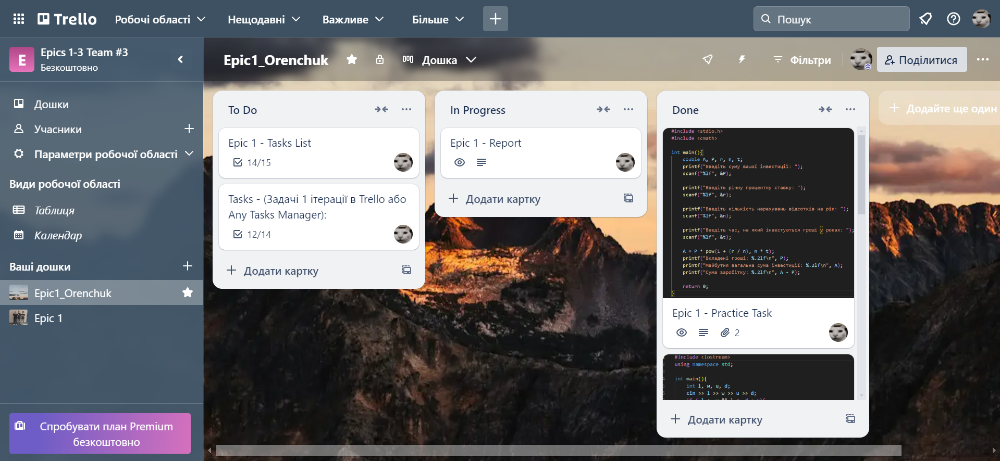 Trello
Робочі області
Нещодавні
Важливе
Більше
Пошук
E
Epics 1-3 Team #3
Безкоштовно
Дошки
Учасники
Параметри робочої області
Види робочої області
Таблиця
Календар
Ваші дошки
Epic1_Orenchuk
Epic 1
Спробувати план Premium
безкоштовно
Epic1_Orenchuk
Дошка
Фільтри
Поділитися
To Do
Epic 1 - Tasks List
14/15
Tasks - (Задачі 1 ітерації в Trello або
Any Tasks Manager):
12/14
Додати картку
In Progress
Epic 1 - Report
Додати картку
Done
#include <stdio.h>
#include <cmath>
int main(){
double A, P, r, n, t;
printf("Введіть суму вашої інвестиції: ");
scanf("%lf", &P);
printf("Введіть річну процентну ставку: ");
scanf("%lf", &r);
printf("Введіть кількість нарахувань відсотків на рік: ");
scanf("%lf", &n);
printf("Введіть час, на який інвестуються гроші у роках: ");
scanf("%lf", &t);
A = P * pow(1 + (r / n), n * t);
printf("Вкладені гроші: %.2lf\n", P);
printf("Майбутня загальна сума інвестиції: %.2lf\n", A);
printf("Сума заробітку: %.2lf\n", A - P);
return 0;
}
Epic 1 - Practice Task
2
#include <iostream>
using namespace std;
int main(){
int l, w, u, d;
cin >> l >> w >> u >> d;
Додати картку
Додайте ще один